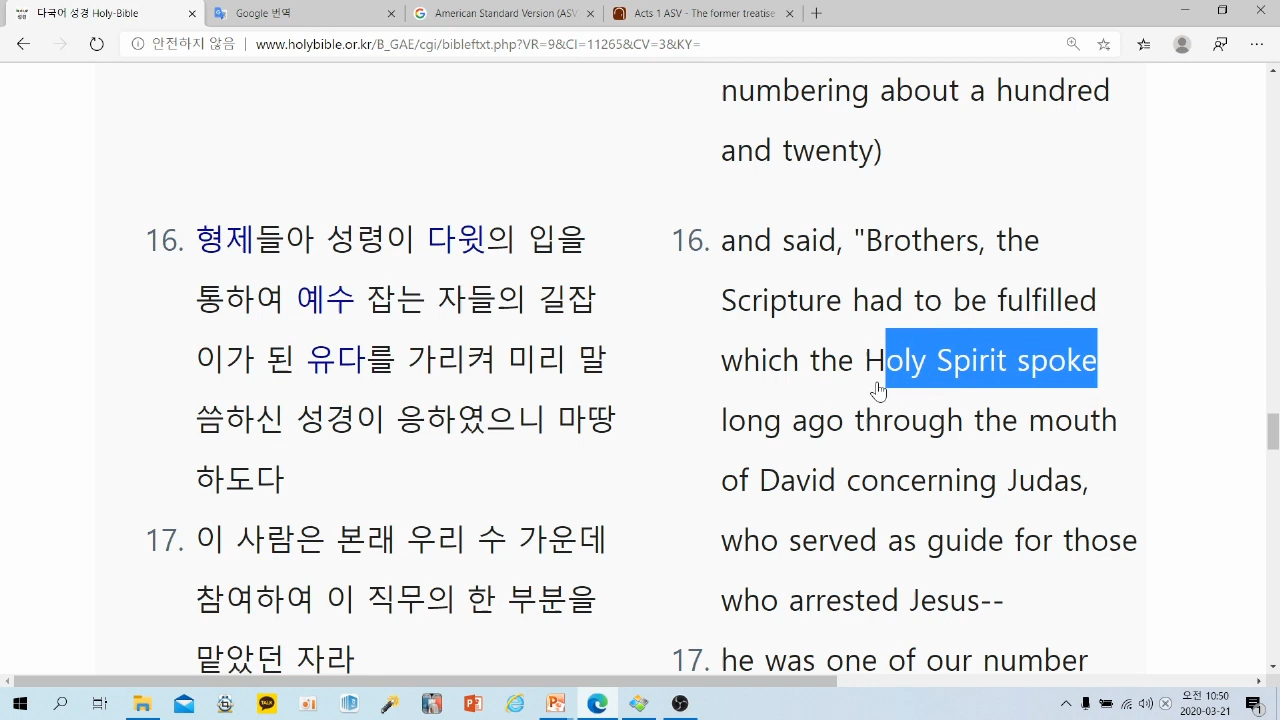 다국어 성경 Holy-Bible
Google 번역
American Standard Version (ASV
Acts 1 ASV - The former treatise
안전하지 않음
www.holybible.or.kr/B_GAE/cgi/bibleftxt.php?VR=9&CI=11265&CV=3&KY=
numbering about a hundred
and twenty)
16. 형제들아 성령이 다윗의 입을
통하여 예수 잡는 자들의 길잡
이가 된 유다를 가리켜 미리 말
씀하신 성경이 응하였으니 마땅
하도다
17. 이 사람은 본래 우리 수 가운데
참여하여 이 직무의 한 부분을
맡았던 자라
16. and said, "Brothers, the
Scripture had to be fulfilled
which the Holy Spirit spoke
long ago through the mouth
of David concerning Judas,
who served as guide for those
who arrested Jesus--
17. he was one of our number
TALK
오전 10:50
2020-03-21
1